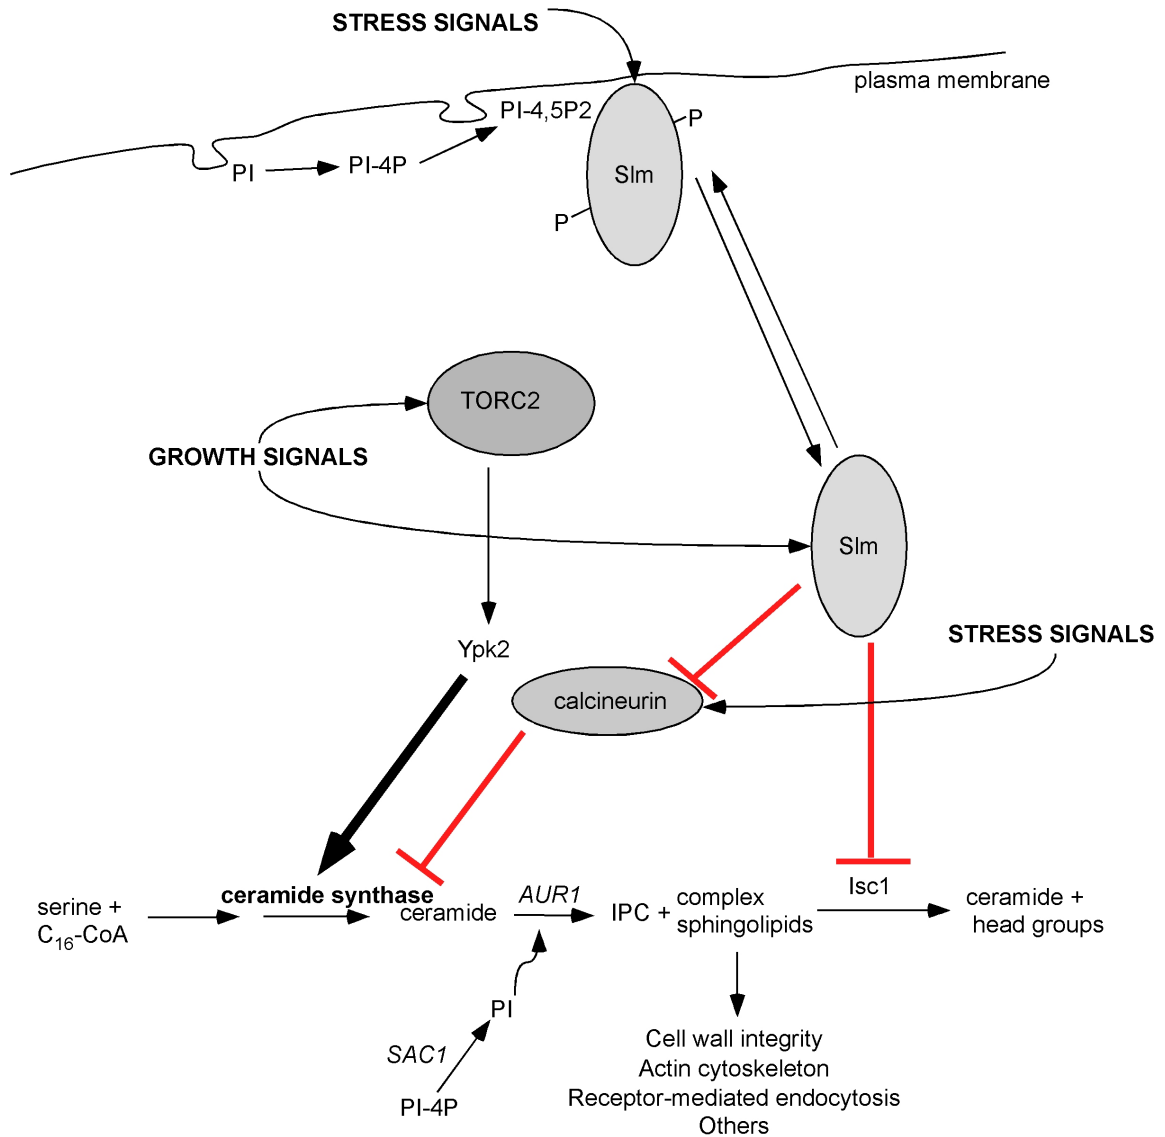 STRESS SIGNALS
plasma membrane
PI-4,5P2
P
PI
PI-4P
Slm
P
TORC2
GROWTH SIGNALS
Slm
STRESS SIGNALS
Ypk2
calcineurin
ceramide synthase
Isc1
serine +
C16-CoA
ceramide
AUR1
IPC +
complex
sphingolipids
ceramide +
head groups
PI
SAC1
PI-4P
Cell wall integrity
Actin cytoskeleton
Receptor-mediated endocytosis
Others